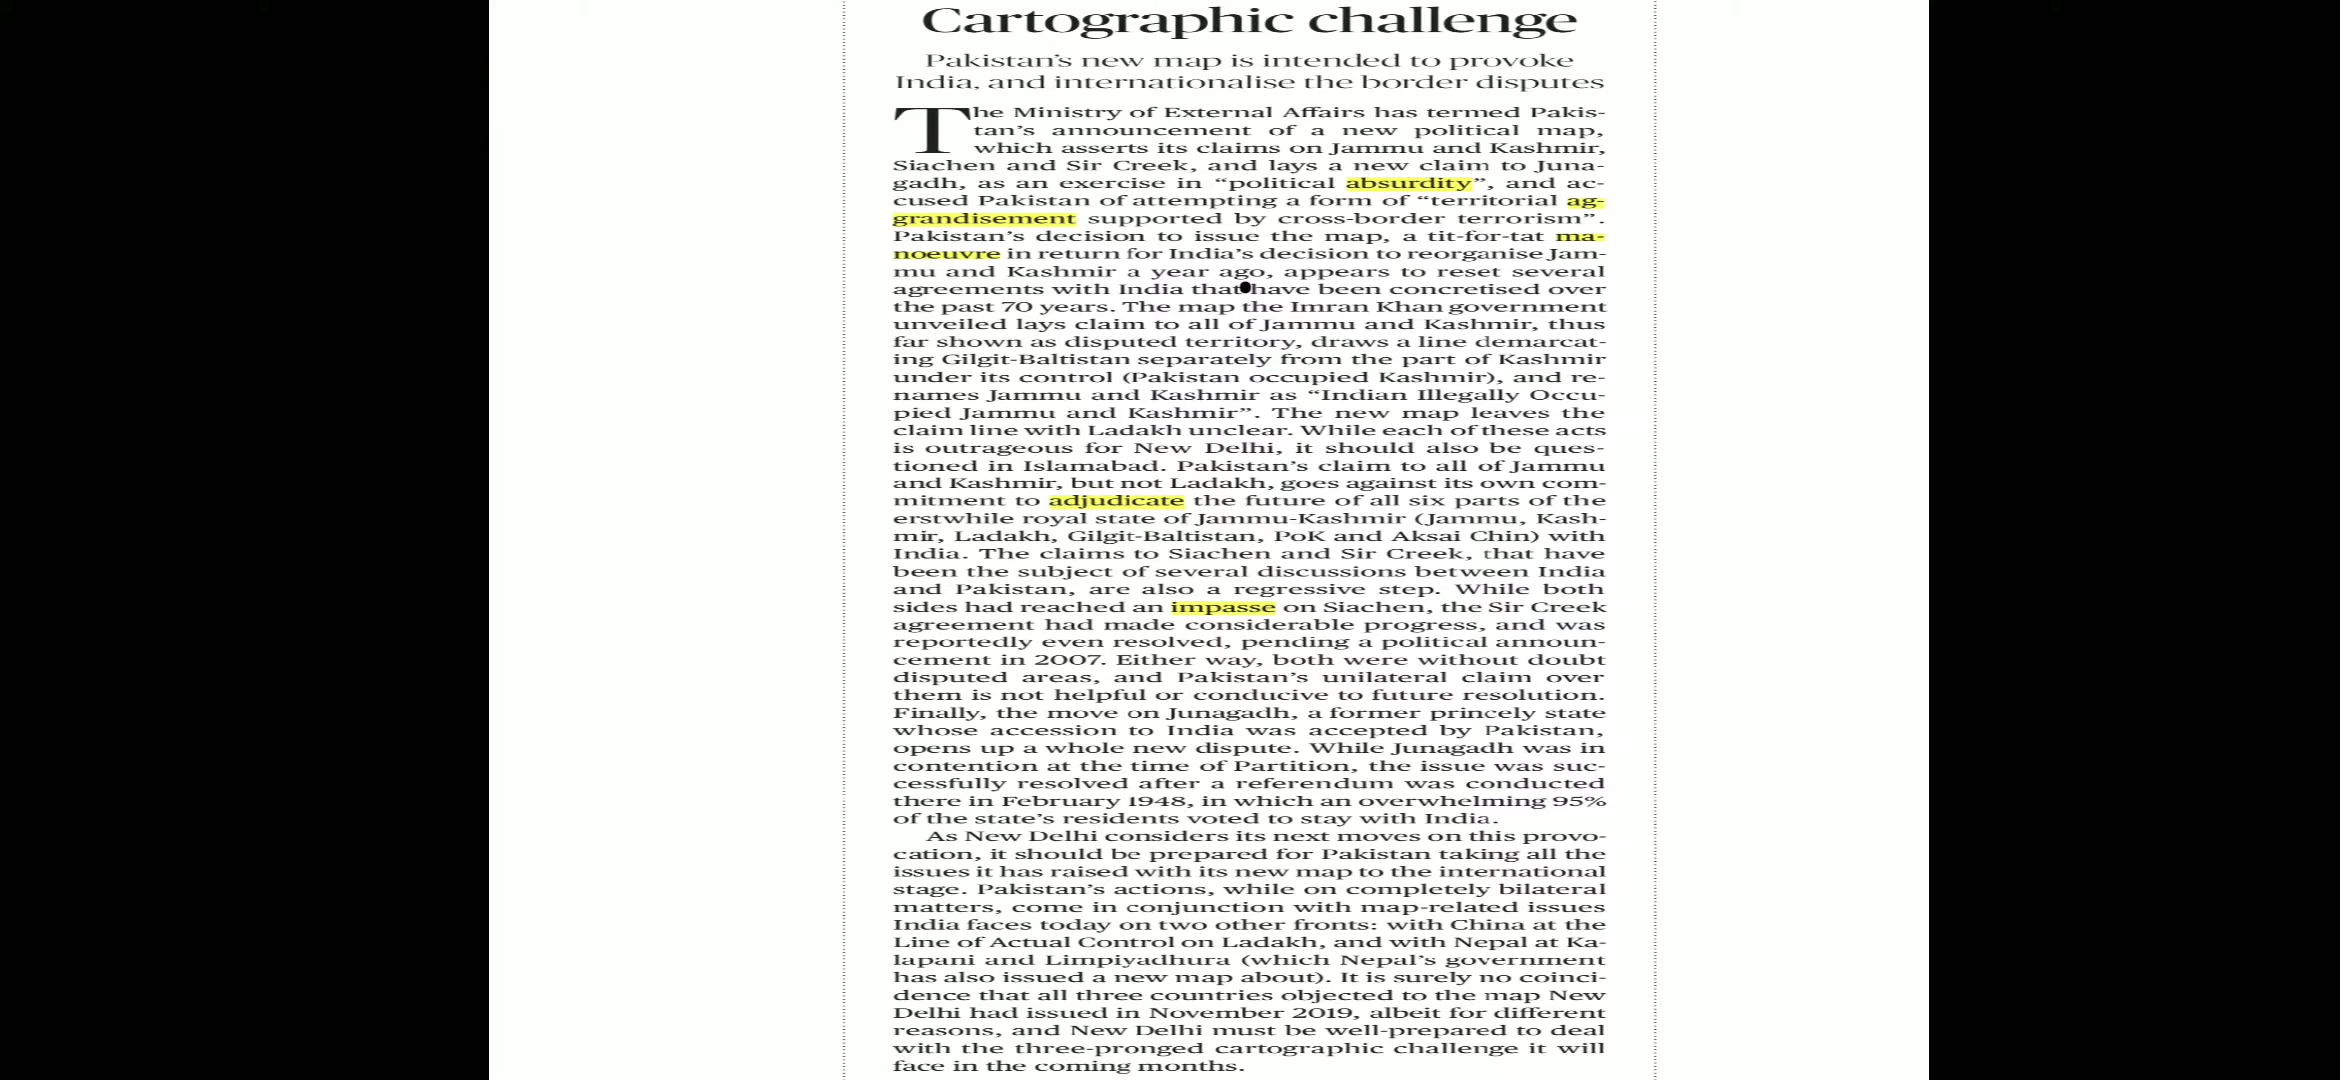 Cartographic challenge
Pakistan's new map is intended to provoke
India, and internationalise the border disputes
The Ministry of External Affairs has termed Pakis-
tan's announcement of a new political map,
which asserts its claims on Jammu and Kashmir,
Siachen and Sir Creek, and lays a new claim to Juna-
gadh, as an exercise in “political absurdity”, and ac-
cused Pakistan of attempting a form of “territorial ag-
grandisement supported by cross-border terrorism”.
Pakistan's decision to issue the map, a tit-for-tat ma-
noeuvre in return for India's decision to reorganise Jam-
mu and Kashmir a year ago, appears to reset several
agreements with India that have been concretised over
the past 70 years. The map the Imran Khan government
unveiled lays claim to all of Jammu and Kashmir, thus
far shown as disputed territory, draws a line demarcat-
ing Gilgit-Baltistan separately from the part of Kashmir
under its control (Pakistan occupied Kashmir), and re-
names Jammu and Kashmir as “Indian Illegally Occu-
pied Jammu and Kashmir”. The new map leaves the
claim line with Ladakh unclear. While each of these acts
is outrageous for New Delhi, it should also be ques-
tioned in Islamabad. Pakistan's claim to all of Jammu
and Kashmir, but not Ladakh, goes against its own com-
mitment to adjudicate the future of all six parts of the
erstwhile royal state of Jammu-Kashmir (Jammu, Kash-
mir, Ladakh, Gilgit-Baltistan, PoK and Aksai Chin) with
India. The claims to Siachen and Sir Creek, that have
been the subject of several discussions between India
and Pakistan, are also a regressive step. While both
sides had reached an impasse on Siachen, the Sir Creek
agreement had made considerable progress, and was
reportedly even resolved, pending a political announ-
cement in 2007. Either way, both were without doubt
disputed areas, and Pakistan's unilateral claim over
them is not helpful or conducive to future resolution.
Finally, the move on Junagadh, a former princely state
whose accession to India was accepted by Pakistan,
opens up a whole new dispute. While Junagadh was in
contention at the time of Partition, the issue was suc-
cessfully resolved after a referendum was conducted
there in February 1948, in which an overwhelming 95%
of the state's residents voted to stay with India.
As New Delhi considers its next moves on this provo-
cation, it should be prepared for Pakistan taking all the
issues it has raised with its new map to the international
stage. Pakistan's actions, while on completely bilateral
matters, come in conjunction with map-related issues
India faces today on two other fronts: with China at the
Line of Actual Control on Ladakh, and with Nepal at Ka-
lapani and Limpiyadhura (which Nepal's government
has also issued a new map about). It is surely no coinci-
dence that all three countries objected to the map New
Delhi had issued in November 2019, albeit for different
reasons, and New Delhi must be well-prepared to deal
with the three-pronged cartographic challenge it will
face in the coming months.